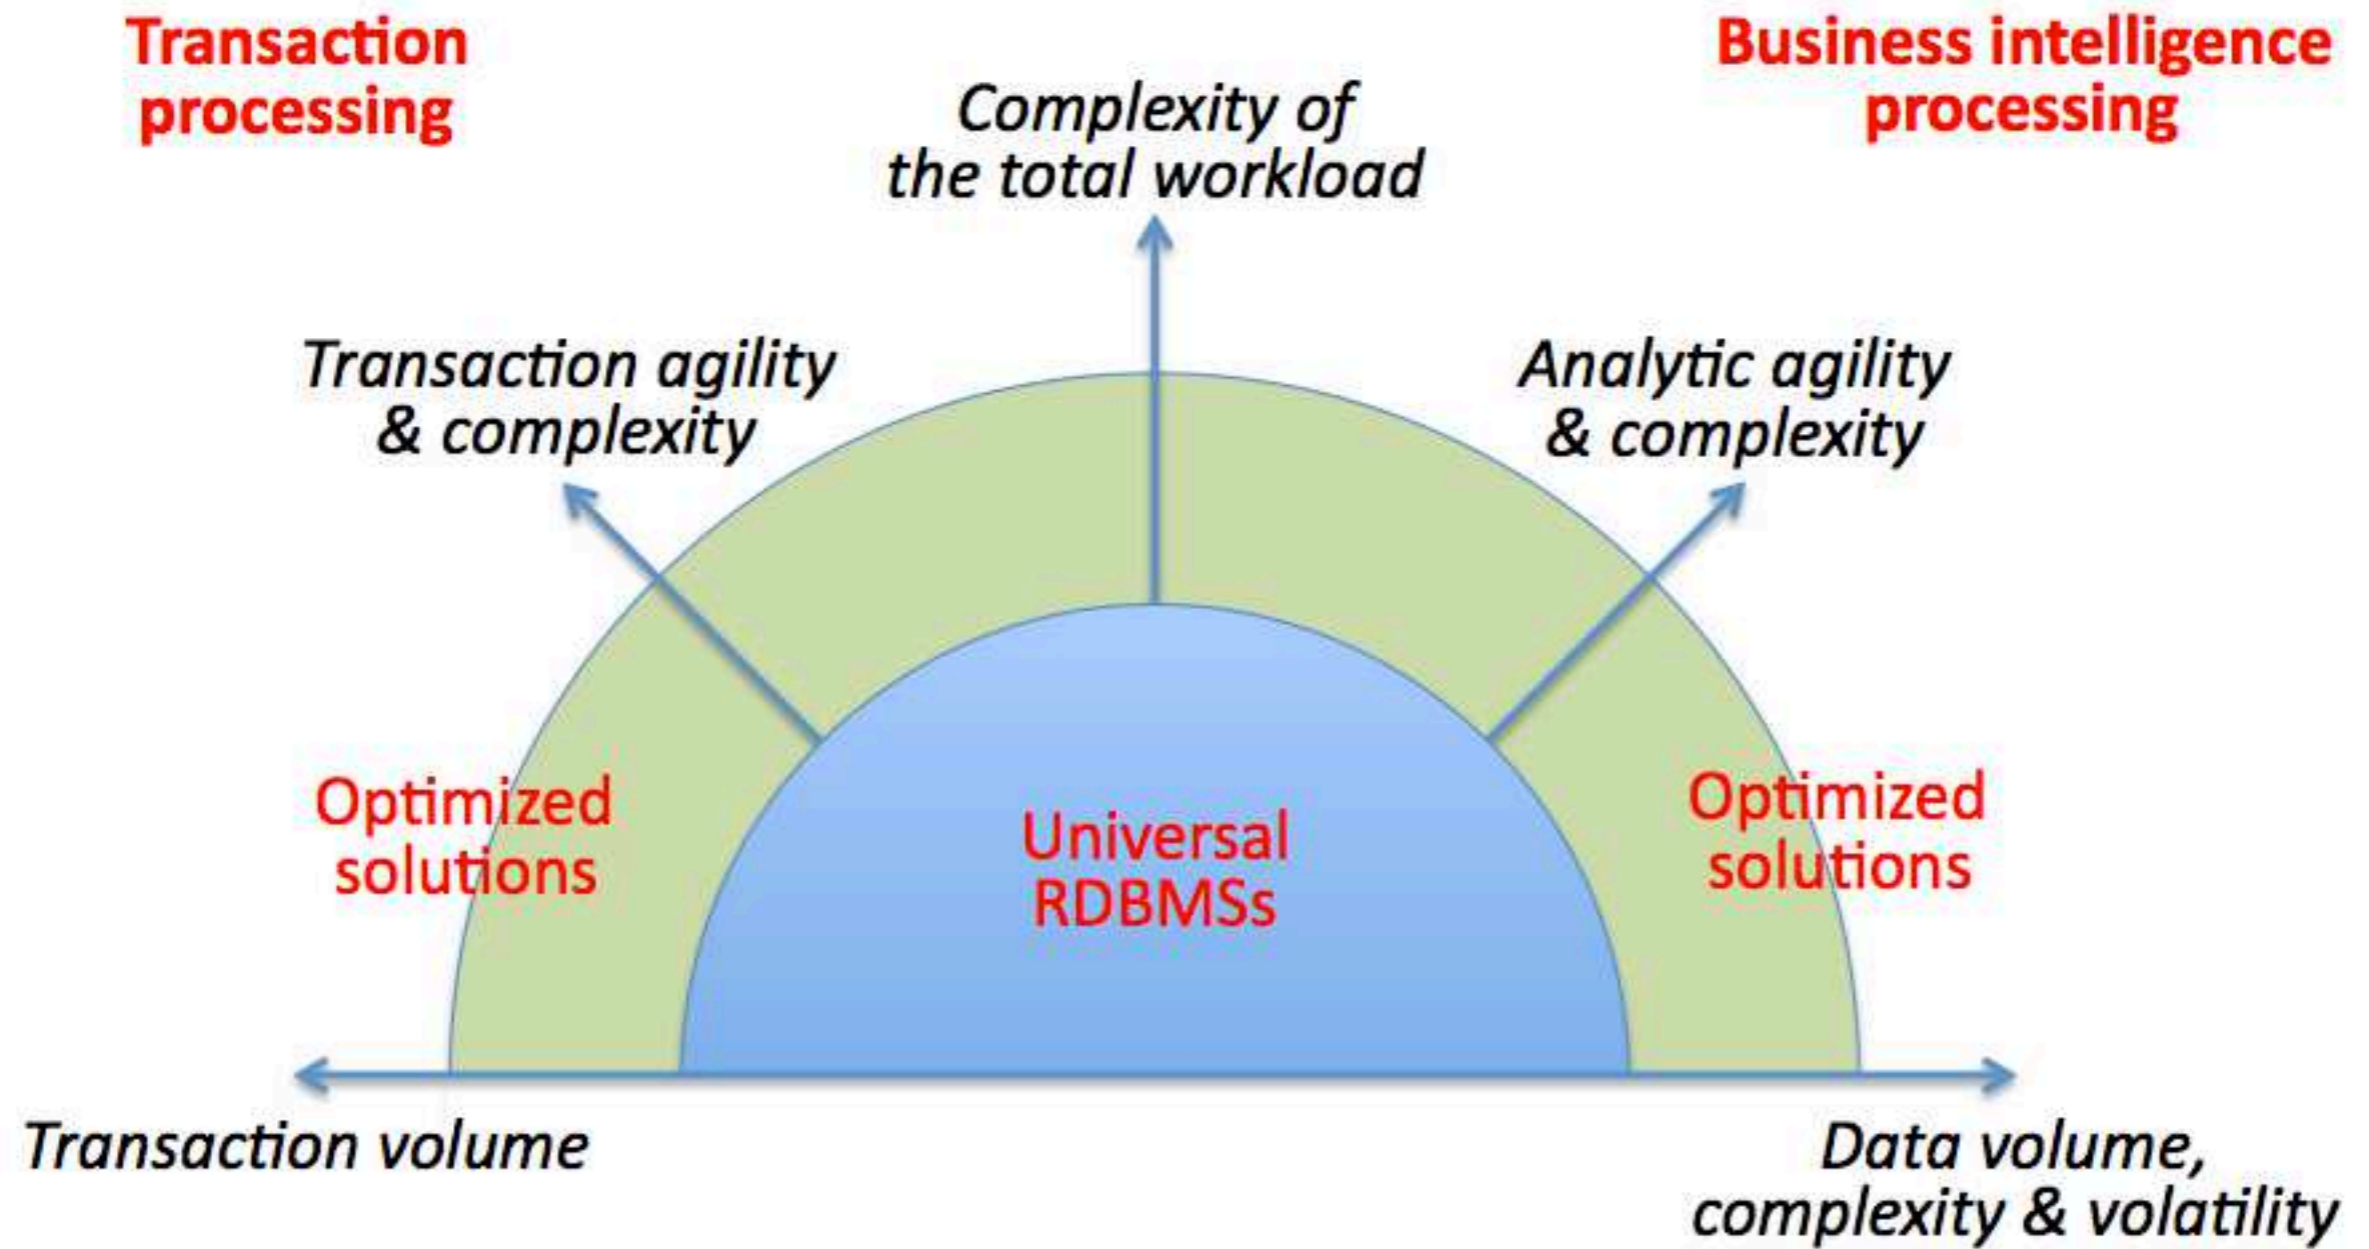 Transaction
processing
Business intelligence
processing
Complexity of
the total workload
Transaction agility
& complexity
Analytic agility
& complexity
Optimized
solutions
Universal
RDBMSs
Optimized
solutions
Transaction volume
Data volume,
complexity & volatility